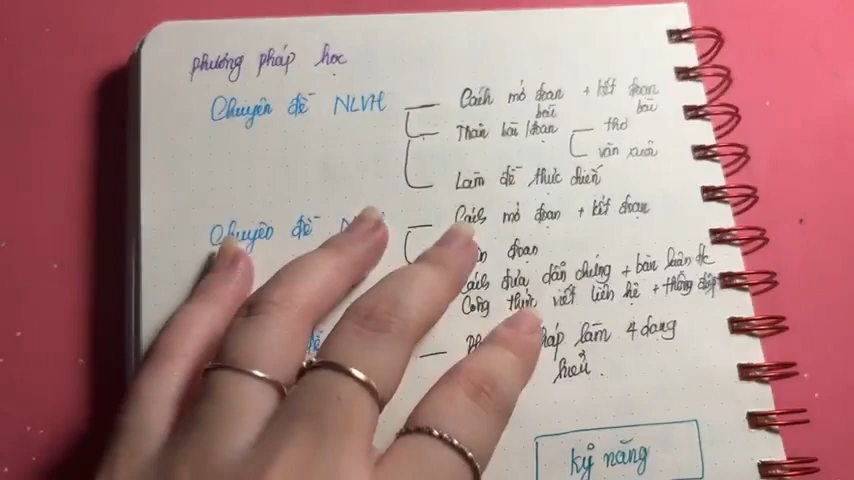 phương pháp học
Chuyên đề NLVH
Cách mở đoạn + kết đoạn
bài bài
Thân bài / đoạn
thơ
văn xuôi
Làm đề thực chiến
Chuyên đề
Cách mở đoạn + kết đoạn
đoạn
đưa dẫn chứng + bàn luận đc
Công thức viết liên hệ + thông điệp
làm 4 dạng
hiểu.
kỹ năng